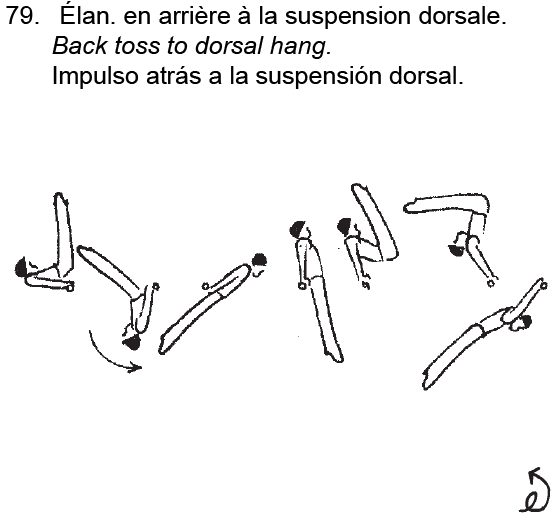 79. Élan. en arrière à la suspension dorsale.
Back toss to dorsal hang.
Impulso atrás a la suspensión dorsal.